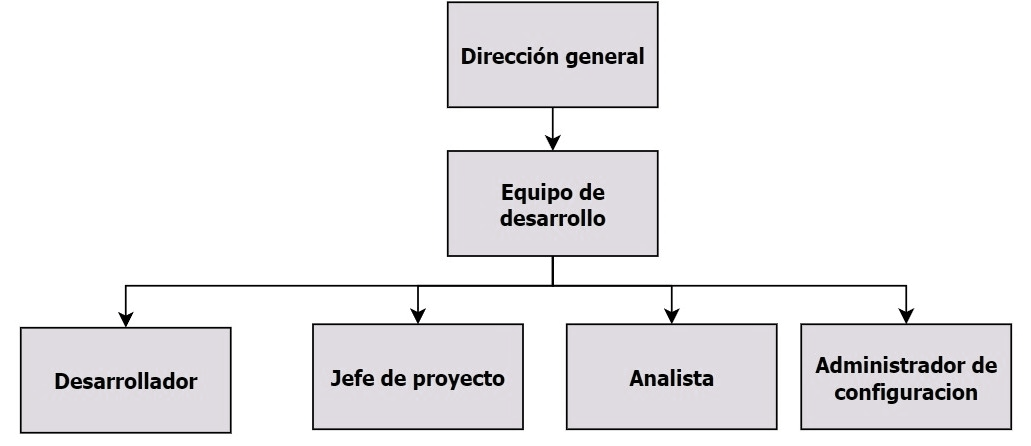 Dirección general
Equipo de
desarrollo
Desarrollador
Jefe de proyecto
Analista
Administrador de
configuracion